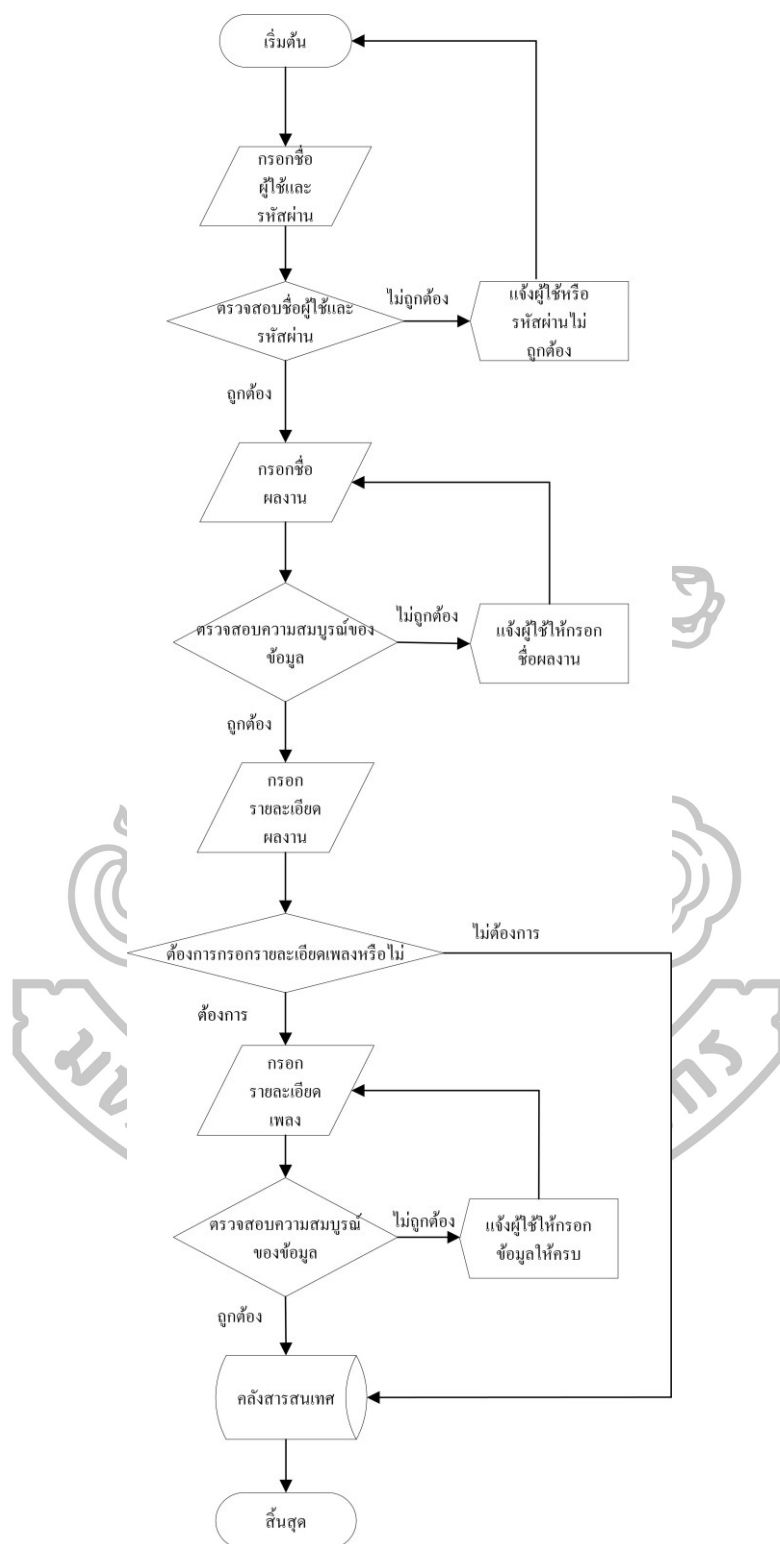 เริ่มต้น
กรอกชื่อ
ผู้ใช้และ
รหัสผ่าน
ตรวจสอบชื่อผู้ใช้และ
รหัสผ่าน
ไม่ถูกต้อง
แจ้งผู้ใช้หรือ
รหัสผ่านไม่
ถูกต้อง
ถูกต้อง
กรอกชื่อ
ผลงาน
ตรวจสอบความสมบูรณ์ของ
ข้อมูล
ไม่ถูกต้อง
แจ้งผู้ใช้ให้กรอก
ชื่อผลงาน
ถูกต้อง
กรอก
รายละเอียด
ผลงาน
ต้องการกรอกรายละเอียดเพลงหรือไม่
ไม่ต้องการ
ต้องการ
กรอก
รายละเอียด
เพลง
ตรวจสอบความสมบูรณ์
ของข้อมูล
ไม่ถูกต้อง
แจ้งผู้ใช้ให้กรอก
ข้อมูลให้ครบ
ถูกต้อง
คลังสารสนเทศ
สิ้นสุด